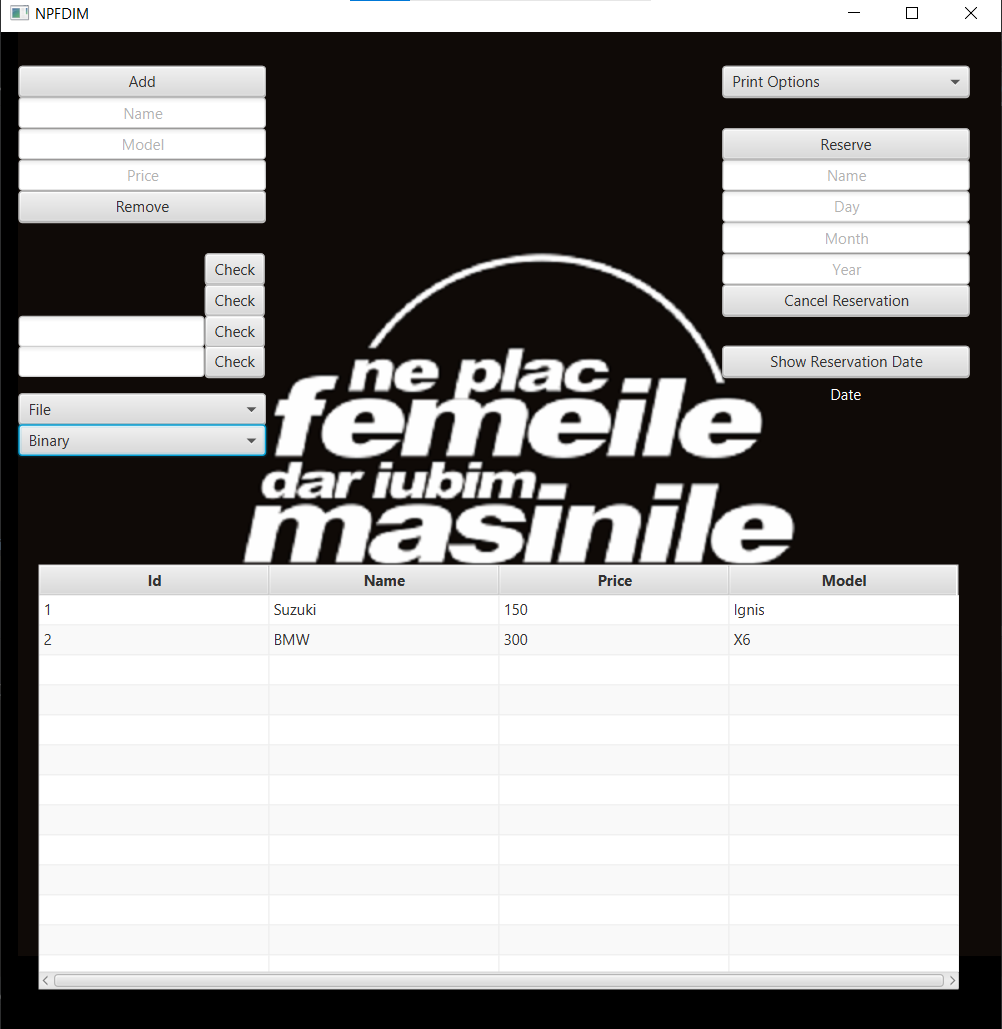 NPFDIM
Add
Name
Model
Price
Remove
Check
Check
Check
Check
File
Binary
Print Options
Reserve
Name
Day
Month
Year
Cancel Reservation
Show Reservation Date
Date
ne plac
femeile
dar iubim
masinile
Id Name Price Model
1 Suzuki 150 Ignis
2 BMW 300 X6